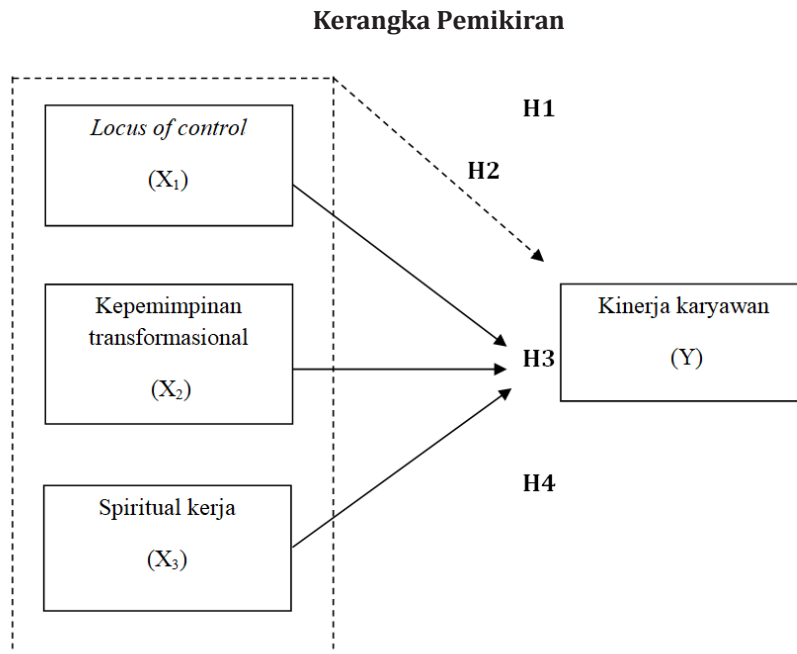 Kerangka Pemikiran
Locus of control
(X₁)
H1
H2
Kepemimpinan
transformasional
(X₂)
Kinerja karyawan
(Y)
H3
Spiritual kerja
(X₃)
H4